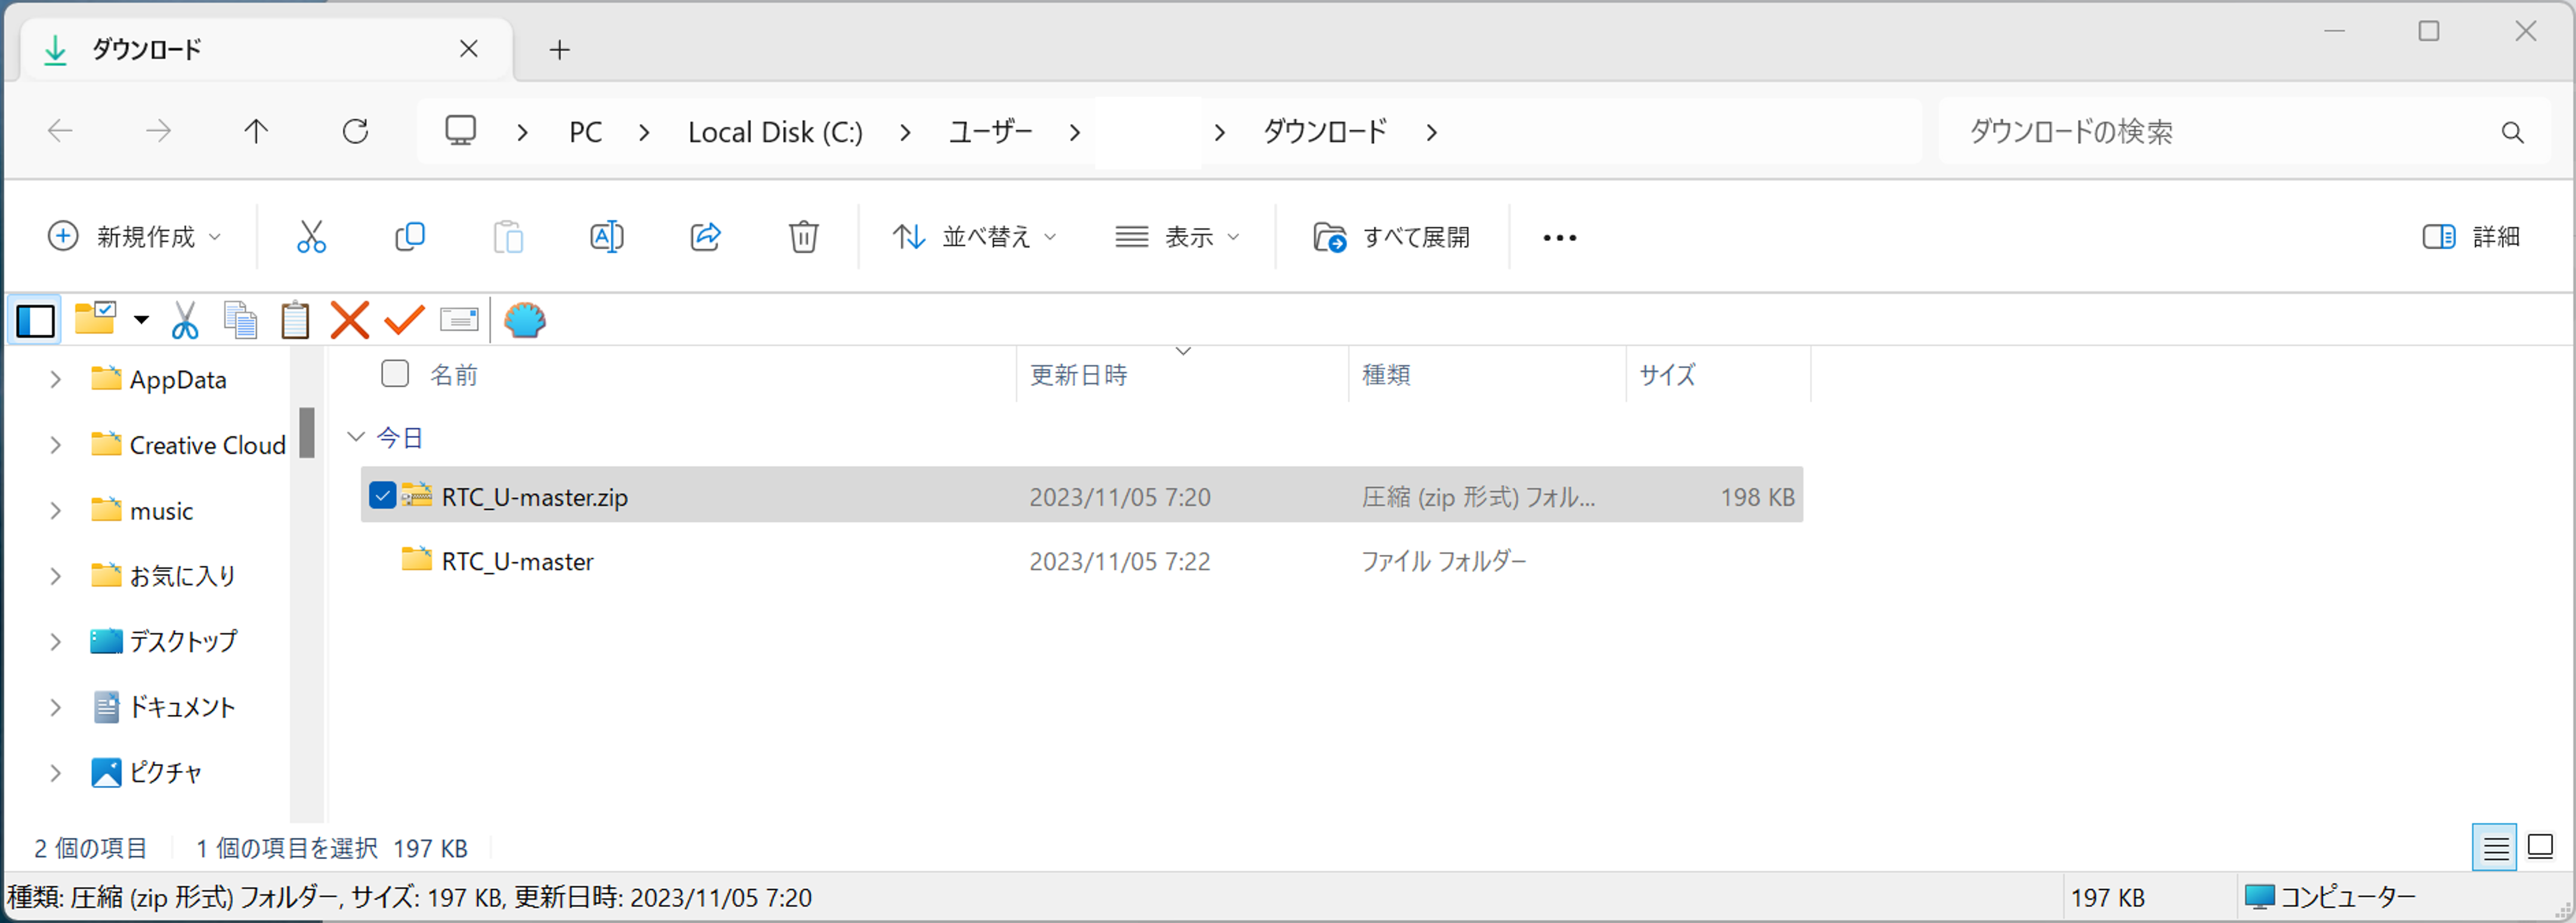 ダウンロード
PC Local Disk (C:) ユーザー ダウンロード ダウンロードの検索
新規作成 並べ替え 表示 すべて展開 詳細
名前 更新日時 種類 サイズ
AppData
今日
Creative Cloud
RTC_U-master.zip 2023/11/05 7:20 圧縮 (zip 形式) フォル... 198 KB
music
RTC_U-master 2023/11/05 7:22 ファイル フォルダー
お気に入り
デスクトップ
ドキュメント
ピクチャ
2 個の項目 1 個の項目を選択 197 KB
種類: 圧縮 (zip 形式) フォルダー, サイズ: 197 KB, 更新日時: 2023/11/05 7:20 197 KB コンピューター